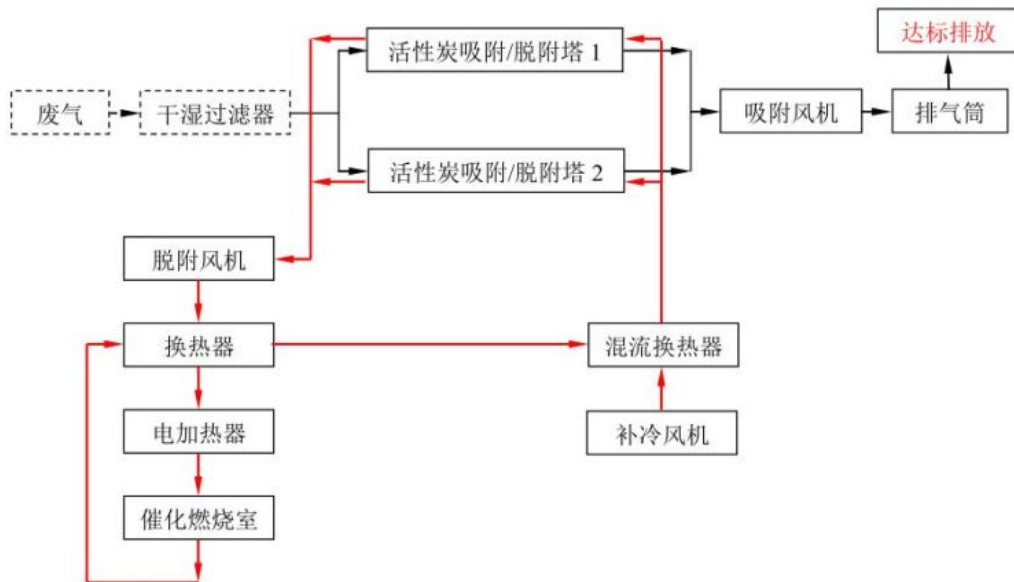 达标排放
活性炭吸附/脱附塔 1
废气
干湿过滤器
吸附风机
排气筒
活性炭吸附/脱附塔 2
脱附风机
换热器
混流换热器
电加热器
补冷风机
催化燃烧室